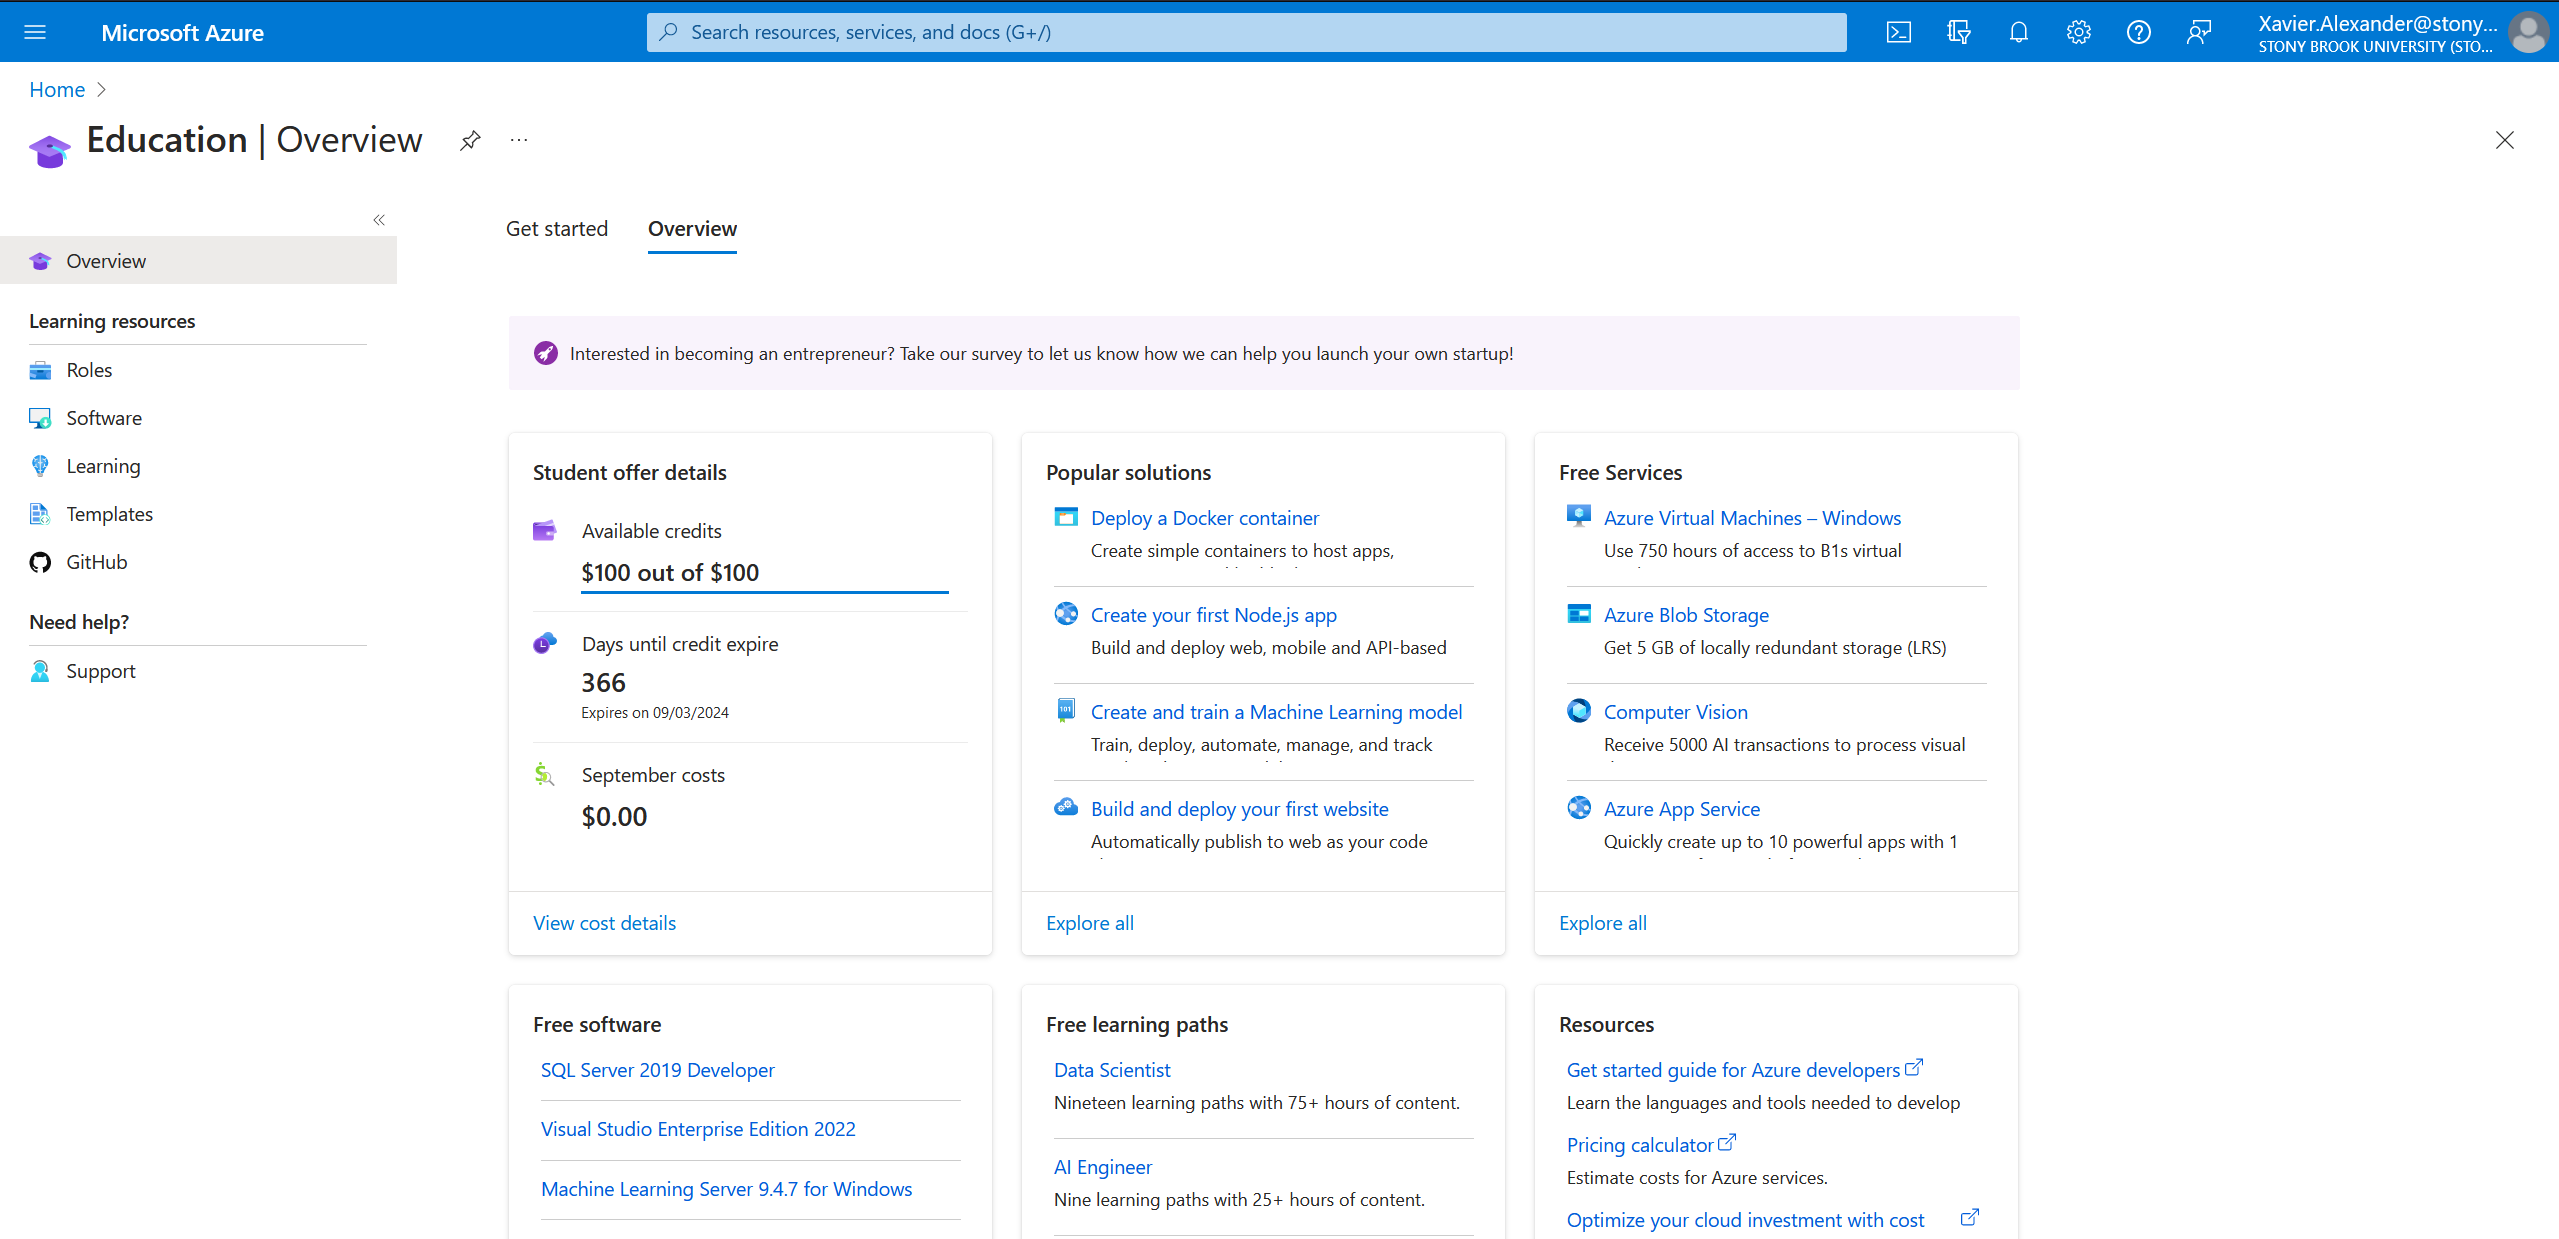 Microsoft Azure
Search resources, services, and docs (G+/)
Xavier.Alexander@stony...
STONY BROOK UNIVERSITY (STO...
Home
Education | Overview
Overview
Learning resources
Roles
Software
Learning
Templates
GitHub
Need help?
Support
Get started
Overview
Interested in becoming an entrepreneur? Take our survey to let us know how we can help you launch your own startup!
Student offer details
Available credits
$100 out of $100
Days until credit expire
366
Expires on 09/03/2024
September costs
$0.00
View cost details
Popular solutions
Deploy a Docker container
Create simple containers to host apps,
Create your first Node.js app
Build and deploy web, mobile and API-based
Create and train a Machine Learning model
Train, deploy, automate, manage, and track
Build and deploy your first website
Automatically publish to web as your code
Explore all
Free Services
Azure Virtual Machines – Windows
Use 750 hours of access to B1s virtual
Azure Blob Storage
Get 5 GB of locally redundant storage (LRS)
Computer Vision
Receive 5000 AI transactions to process visual
Azure App Service
Quickly create up to 10 powerful apps with 1
Explore all
Free software
SQL Server 2019 Developer
Visual Studio Enterprise Edition 2022
Machine Learning Server 9.4.7 for Windows
Free learning paths
Data Scientist
Nineteen learning paths with 75+ hours of content.
AI Engineer
Nine learning paths with 25+ hours of content.
Resources
Get started guide for Azure developers
Learn the languages and tools needed to develop
Pricing calculator
Estimate costs for Azure services.
Optimize your cloud investment with cost